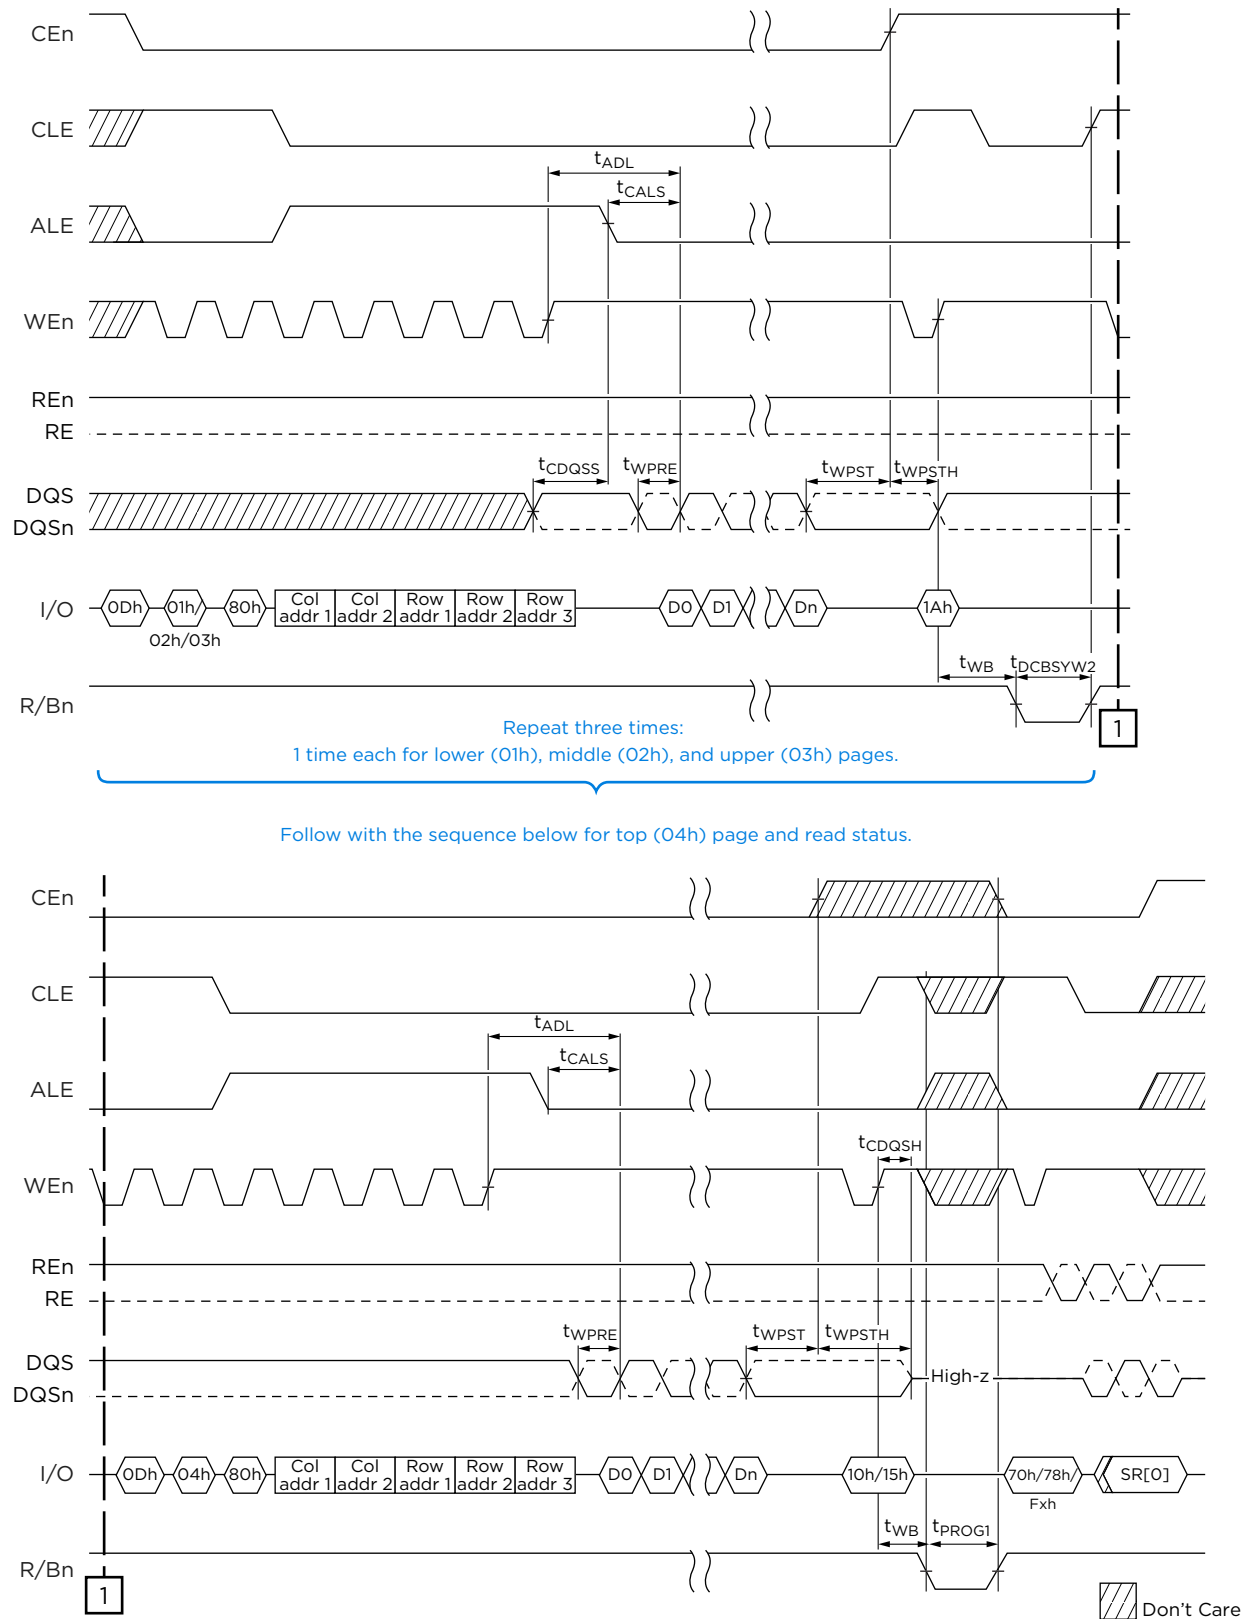 CEn
CLE
tADL
tCALS
ALE
WEn
REn
RE
tCDQSS tWPRE tWPST tWPSTH
DQS
DQSn
I/O 0Dh 01h/ 80h Col addr 1 Col addr 2 Row addr 1 Row addr 2 Row addr 3 D0 D1 Dn 1Ah
02h/03h
tWB tDCBSYW2
R/Bn
1
Repeat three times:
1 time each for lower (01h), middle (02h), and upper (03h) pages.
Follow with the sequence below for top (04h) page and read status.
CEn
CLE
tADL
tCALS
ALE
tCDQSH
WEn
REn
RE
tWPRE tWPST tWPSTH
DQS
High-z
DQSn
I/O 0Dh 04h 80h Col addr 1 Col addr 2 Row addr 1 Row addr 2 Row addr 3 D0 D1 Dn 10h/15h 70h/78h/ SR[0]
Fxh
tWB tPROG1
R/Bn
1
Don't Care